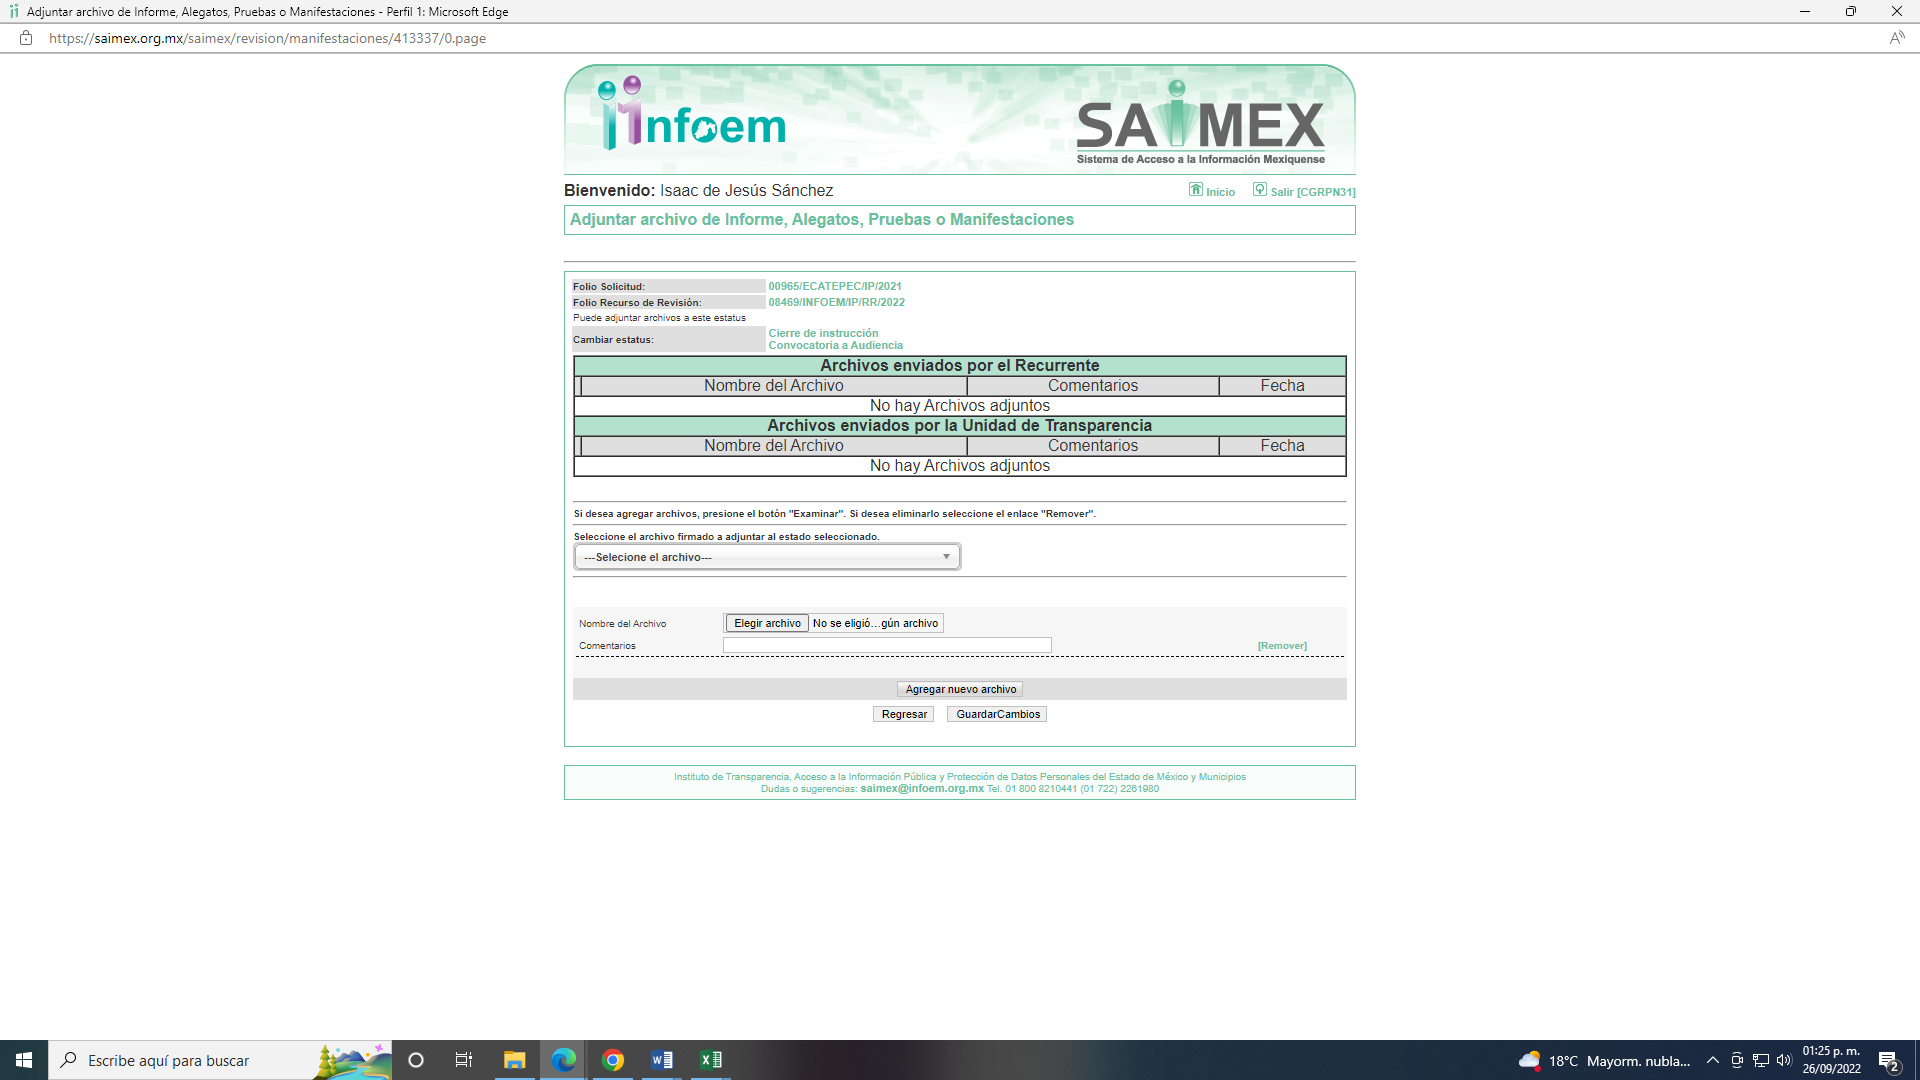 Adjuntar archivo de Informe, Alegatos, Pruebas o Manifestaciones - Perfil 1: Microsoft Edge
https://saimex.org.mx/saimex/revision/manifestaciones/413337/0.page
infoem
SAIMEX
Sistema de Acceso a la Información Mexiquense
Bienvenido: Isaac de Jesús Sánchez
Inicio Salir [CGRPN31]
Adjuntar archivo de Informe, Alegatos, Pruebas o Manifestaciones
Folio Solicitud: 00965/ECATEPEC/IP/2021
Folio Recurso de Revisión: 08469/INFOEM/IP/RR/2022
Puede adjuntar archivos a este estatus
Cambiar estatus: Cierre de instrucción
Convocatoria a Audiencia
Archivos enviados por el Recurrente
Nombre del Archivo Comentarios Fecha
No hay Archivos adjuntos
Archivos enviados por la Unidad de Transparencia
Nombre del Archivo Comentarios Fecha
No hay Archivos adjuntos
Si desea agregar archivos, presione el botón "Examinar". Si desea eliminarlo seleccione el enlace "Remover".
Seleccione el archivo firmado a adjuntar al estado seleccionado.
---Selecione el archivo---
Nombre del Archivo Elegir archivo No se eligió...gún archivo
Comentarios [Remover]
Agregar nuevo archivo
Regresar GuardarCambios
Instituto de Transparencia, Acceso a la Información Pública y Protección de Datos Personales del Estado de México y Municipios
Dudas o sugerencias: saimex@infoem.org.mx Tel. 01 800 8210441 (01 722) 2261980
Escribe aquí para buscar
18°C Mayorm. nubla...
01:25 p. m.
26/09/2022
2